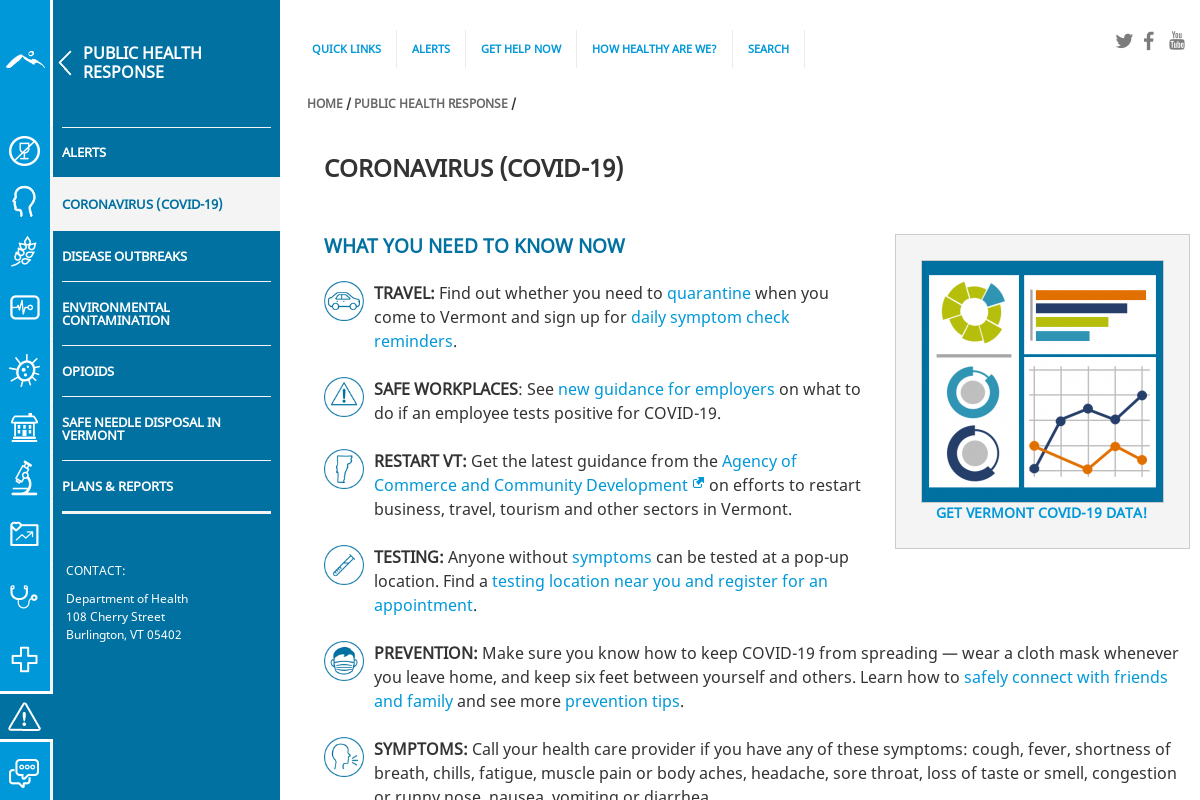 PUBLIC HEALTH
RESPONSE
ALERTS
CORONAVIRUS (COVID-19)
DISEASE OUTBREAKS
ENVIRONMENTAL
CONTAMINATION
OPIOIDS
SAFE NEEDLE DISPOSAL IN
VERMONT
PLANS & REPORTS
CONTACT:
Department of Health
108 Cherry Street
Burlington, VT 05402
QUICK LINKS
ALERTS
GET HELP NOW
HOW HEALTHY ARE WE?
SEARCH
You
Tube
HOME / PUBLIC HEALTH RESPONSE /
CORONAVIRUS (COVID-19)
WHAT YOU NEED TO KNOW NOW
TRAVEL: Find out whether you need to quarantine when you
come to Vermont and sign up for daily symptom check
reminders.
SAFE WORKPLACES: See new guidance for employers on what to
do if an employee tests positive for COVID-19.
RESTART VT: Get the latest guidance from the Agency of
Commerce and Community Development on efforts to restart
business, travel, tourism and other sectors in Vermont.
TESTING: Anyone without symptoms can be tested at a pop-up
location. Find a testing location near you and register for an
appointment.
GET VERMONT COVID-19 DATA!
PREVENTION: Make sure you know how to keep COVID-19 from spreading — wear a cloth mask whenever
you leave home, and keep six feet between yourself and others. Learn how to safely connect with friends
and family and see more prevention tips.
SYMPTOMS: Call your health care provider if you have any of these symptoms: cough, fever, shortness of
breath, chills, fatigue, muscle pain or body aches, headache, sore throat, loss of taste or smell, congestion
or runny nose, nausea, vomiting or diarrhea.